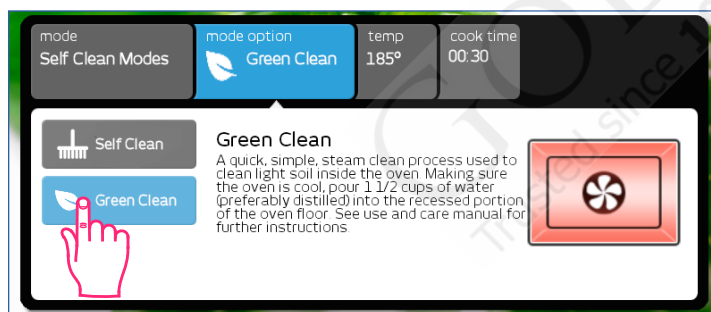 mode
Self Clean Modes
mode option
Green Clean
temp
185°
cook time
00:30
Self Clean
Green Clean
Green Clean
A quick, simple, steam clean process used to
clean light soil inside the oven. Making sure
the oven is cool, pour 1 1/2 cups of water
(preferably distilled) into the recessed portion
of the oven floor. See use and care manual for
further instructions.
Trusted since